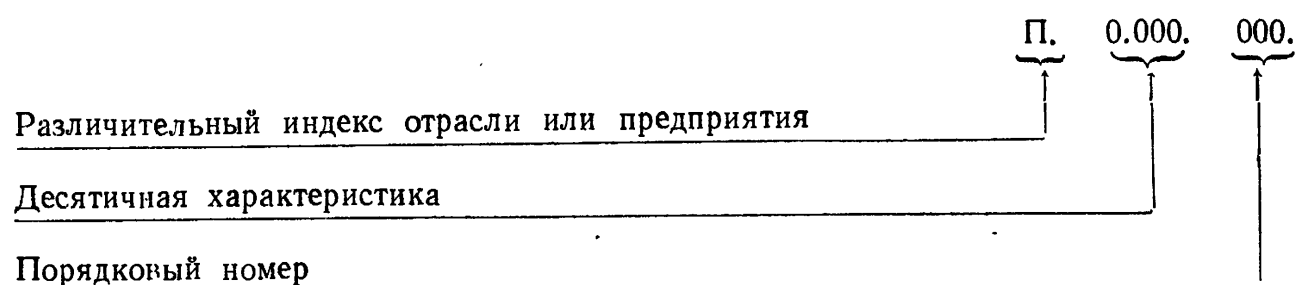 П. 0.000. 000.
Различительный индекс отрасли или предприятия
Десятичная характеристика
Порядковый номер